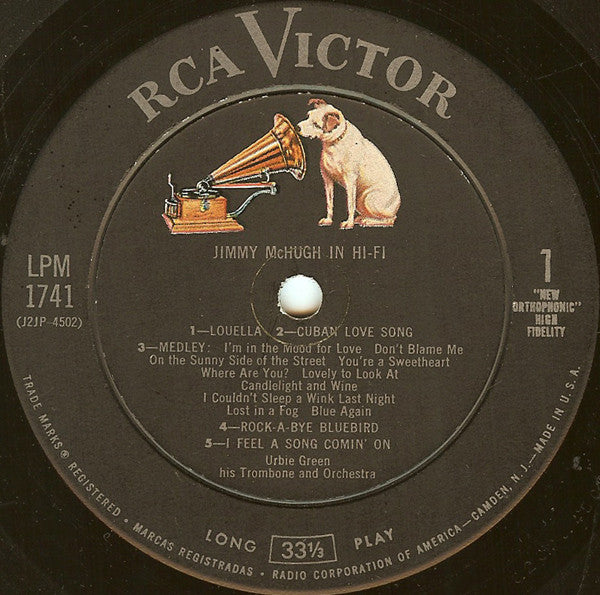 RCA VICTOR
JIMMY McHUGH IN HI-FI
LPM
1741
(J2JP-4502)
1
"NEW
ORTHOPHONIC"
HIGH
FIDELITY
1—LOUELLA 2—CUBAN LOVE SONG
3—MEDLEY: I'm in the Mood for Love Don't Blame Me
On the Sunny Side of the Street You're a Sweetheart
Where Are You? Lovely to Look At
Candlelight and Wine
I Couldn't Sleep a Wink Last Night
Lost in a Fog Blue Again
4—ROCK-A-BYE BLUEBIRD
5—I FEEL A SONG COMIN' ON
Urbie Green
his Trombone and Orchestra
LONG 33⅓ PLAY
TRADE MARKS ® REGISTERED • MARCAS REGISTRADAS • RADIO CORPORATION OF AMERICA—CAMDEN, N. J.—MADE IN U.S.A.